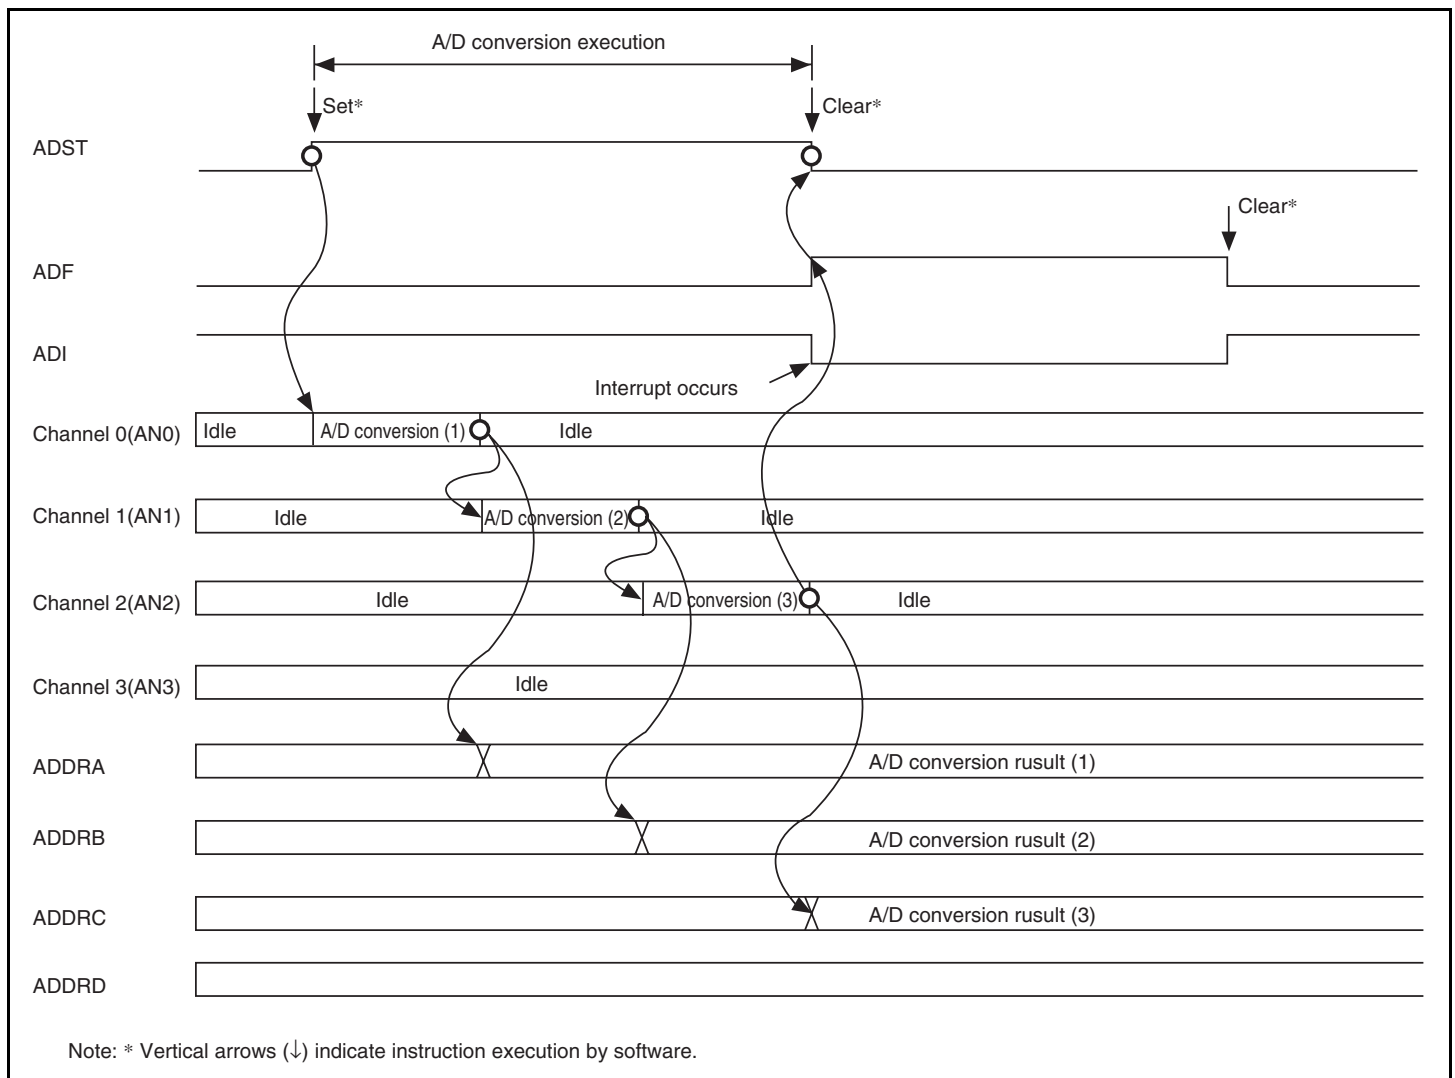 A/D conversion execution
Set*
Clear*
ADST
Clear*
ADF
ADI
Interrupt occurs
Channel 0(AN0) Idle A/D conversion (1) Idle
Channel 1(AN1) Idle A/D conversion (2) Idle
Channel 2(AN2) Idle A/D conversion (3) Idle
Channel 3(AN3) Idle
ADDRA A/D conversion rusult (1)
ADDRB A/D conversion rusult (2)
ADDRC A/D conversion rusult (3)
ADDRD
Note: * Vertical arrows (↓) indicate instruction execution by software.